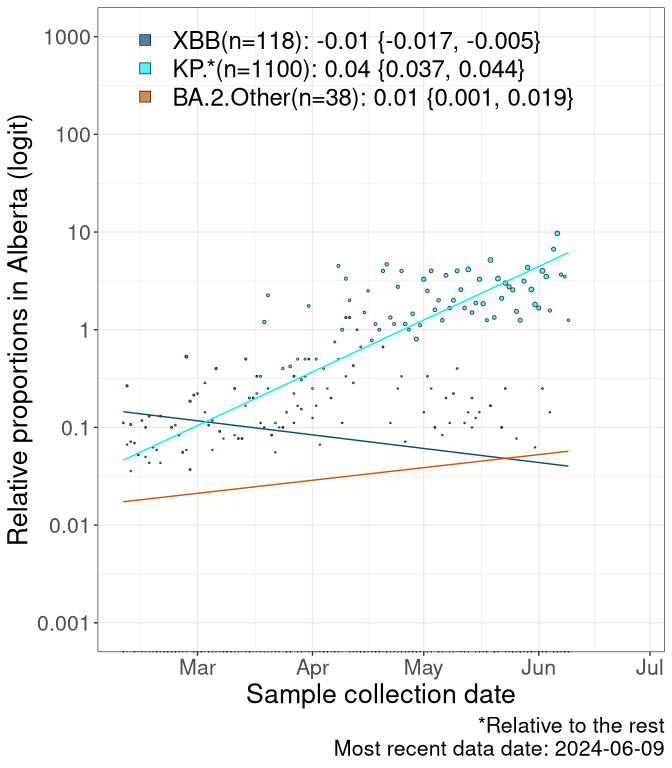 XBB(n=118): -0.01 {-0.017, -0.005}
KP.*(n=1100): 0.04 {0.037, 0.044}
BA.2.Other(n=38): 0.01 {0.001, 0.019}
Relative proportions in Alberta (logit)
1000
100
10
1
0.1
0.01
0.001
Mar Apr May Jun Jul
Sample collection date
*Relative to the rest
Most recent data date: 2024-06-09